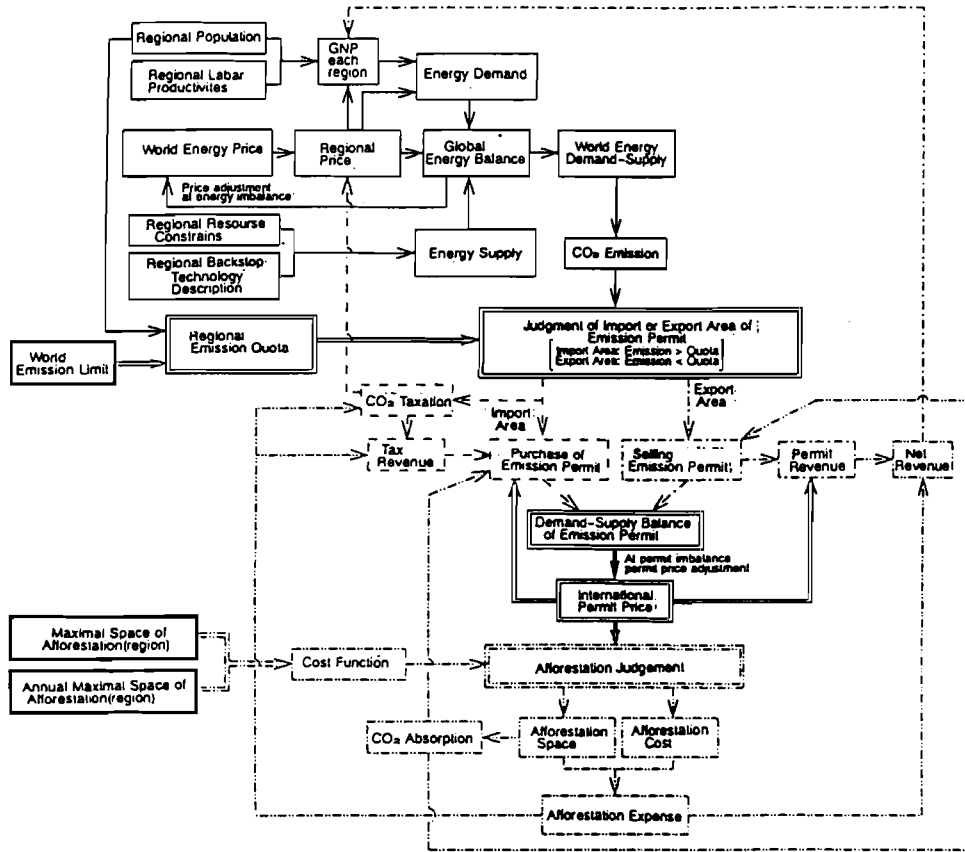 Regional Population
Regional Labar
Productivites
GNP
each
region
Energy Demand
World Energy Price
Regional
Price
Global
Energy Balance
World Energy
Demand-Supply
Price adjustment
at energy imbalance
Regional Resourse
Constrains
Regional Backstop
Technology
Description
Energy Supply
CO2 Emission
World
Emission Limit
Regional
Emission Quota
Judgment of Import or Export Area of
Emission Permit
Import Area: Emission > Quota
Export Area: Emission < Quota
CO2 Taxation
Import
Area
Export
Area
Tax
Revenue
Purchase of
Emission Permit
Selling
Emission Permit
Permit
Revenue
Net
Revenue
Demand-Supply Balance
of Emission Permit
At permit imbalance
permit price adjustment
International
Permit Price
Maximal Space of
Afforestation(region)
Annual Maximal Space of
Afforestation(region)
Cost Function
Afforestation Judgement
CO2 Absorption
Afforestation
Space
Afforestation
Cost
Afforestation Expense